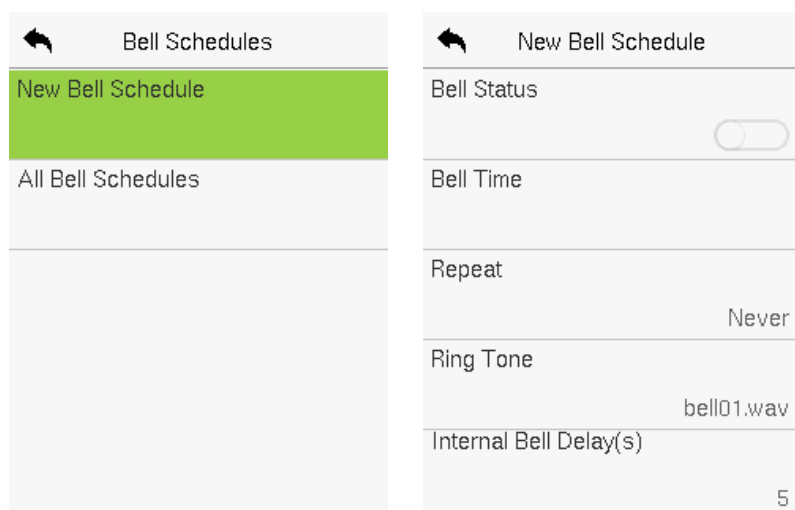 Bell Schedules
New Bell Schedule
All Bell Schedules
New Bell Schedule
Bell Status
Bell Time
Repeat
Never
Ring Tone
bell01.wav
Internal Bell Delay(s)
5